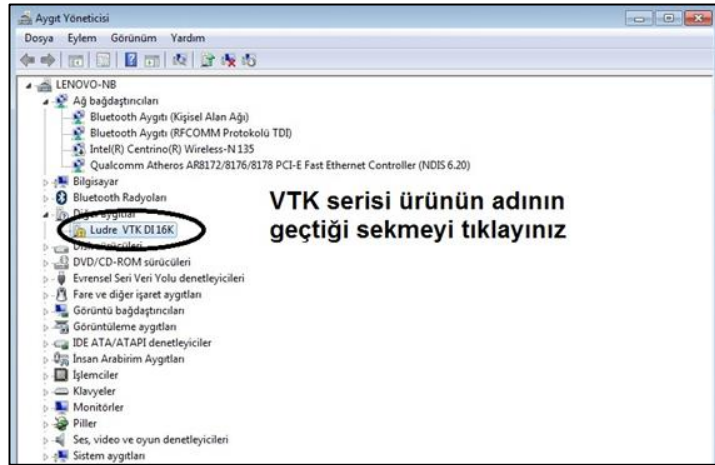 Aygıt Yöneticisi
Dosya Eylem Görünüm Yardım
LENOVO-NB
Ağ bağdaştırıcıları
Bluetooth Aygıtı (Kişisel Alan Ağı)
Bluetooth Aygıtı (RFCOMM Protokolü TDI)
Intel(R) Centrino(R) Wireless-N 135
Qualcomm Atheros AR8172/8176/8178 PCI-E Fast Ethernet Controller (NDIS 6.20)
Bilgisayar
Bluetooth Radyoları
Diğer aygıtlar
Ludre VTK DI 16K
Disk sürücüleri
DVD/CD-ROM sürücüleri
Evrensel Seri Veri Yolu denetleyicileri
Fare ve diğer işaret aygıtları
Görüntü bağdaştırıcıları
Görüntüleme aygıtları
IDE ATA/ATAPI denetleyiciler
İnsan Arabirim Aygıtları
İşlemciler
Klavyeler
Monitörler
Piller
Ses, video ve oyun denetleyicileri
Sistem aygıtları
VTK serisi ürünün adının
geçtiği sekmeyi tıklayınız